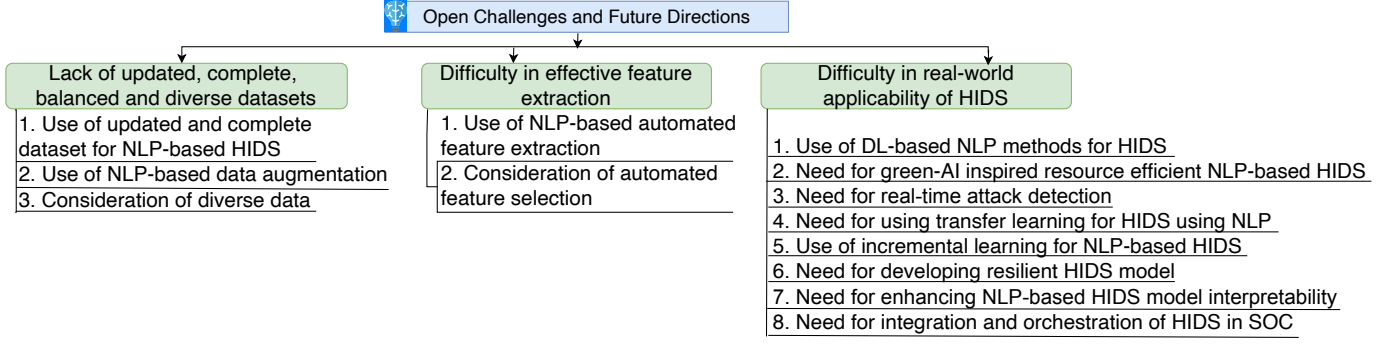 Open Challenges and Future Directions
Lack of updated, complete,
balanced and diverse datasets
1. Use of updated and complete
dataset for NLP-based HIDS
2. Use of NLP-based data augmentation
3. Consideration of diverse data
Difficulty in effective feature
extraction
1. Use of NLP-based automated
feature extraction
2. Consideration of automated
feature selection
Difficulty in real-world
applicability of HIDS
1. Use of DL-based NLP methods for HIDS
2. Need for green-AI inspired resource efficient NLP-based HIDS
3. Need for real-time attack detection
4. Need for using transfer learning for HIDS using NLP
5. Use of incremental learning for NLP-based HIDS
6. Need for developing resilient HIDS model
7. Need for enhancing NLP-based HIDS model interpretability
8. Need for integration and orchestration of HIDS in SOC